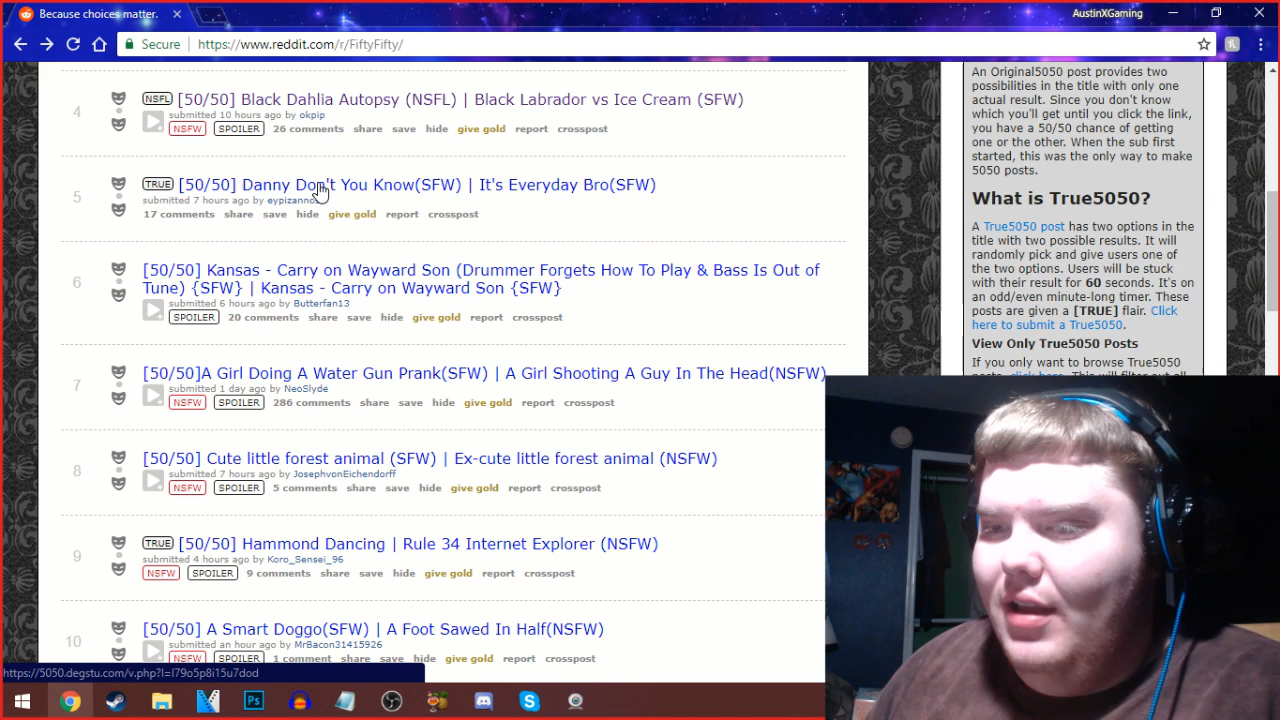 Because choices matter.
AustinXGaming
Secure
https://www.reddit.com/r/FiftyFifty/
4
NSFL [50/50] Black Dahlia Autopsy (NSFL) | Black Labrador vs Ice Cream (SFW)
submitted 10 hours ago by okpip
NSFW SPOILER 26 comments share save hide give gold report crosspost
5
TRUE [50/50] Danny Don't You Know(SFW) | It's Everyday Bro(SFW)
submitted 7 hours ago by
17 comments share save hide give gold report crosspost
6
[50/50] Kansas - Carry on Wayward Son (Drummer Forgets How To Play & Bass Is Out of
Tune) {SFW} | Kansas - Carry on Wayward Son {SFW}
submitted 6 hours ago by Butterfan13
SPOILER 20 comments share save hide give gold report crosspost
7
[50/50]A Girl Doing A Water Gun Prank(SFW) | A Girl Shooting A Guy In The Head(NSFW)
submitted 1 day ago by NeoSlyde
NSFW SPOILER 286 comments share save hide give gold report crosspost
8
[50/50] Cute little forest animal (SFW) | Ex-cute little forest animal (NSFW)
submitted 7 hours ago by JosephvonEichendorff
NSFW SPOILER 5 comments share save hide give gold report crosspost
9
TRUE [50/50] Hammond Dancing | Rule 34 Internet Explorer (NSFW)
submitted 4 hours ago by Koro_Sensei_96
NSFW SPOILER 9 comments share save hide give gold report crosspost
10
[50/50] A Smart Doggo(SFW) | A Foot Sawed In Half(NSFW)
submitted an hour ago by MrBacon31415926
NSFW SPOILER 1 comment share save hide give gold report crosspost
https://5050.degstu.com/v.php?l=l79o5p8i15u7dod
An Original5050 post provides two
possibilities in the title with only one
actual result. Since you don't know
which you'll get until you click the link,
you have a 50/50 chance of getting
one or the other. When the sub first
started, this was the only way to make
5050 posts.
What is True5050?
A True5050 post has two options in the
title with two possible results. It will
randomly pick and give users one of
the two options. Users will be stuck
with their result for 60 seconds. It's on
an odd/even minute-long timer. These
posts are given a [TRUE] flair. Click
here to submit a True5050.
View Only True5050 Posts
If you only want to browse True5050
posts, click here. This will filter out all